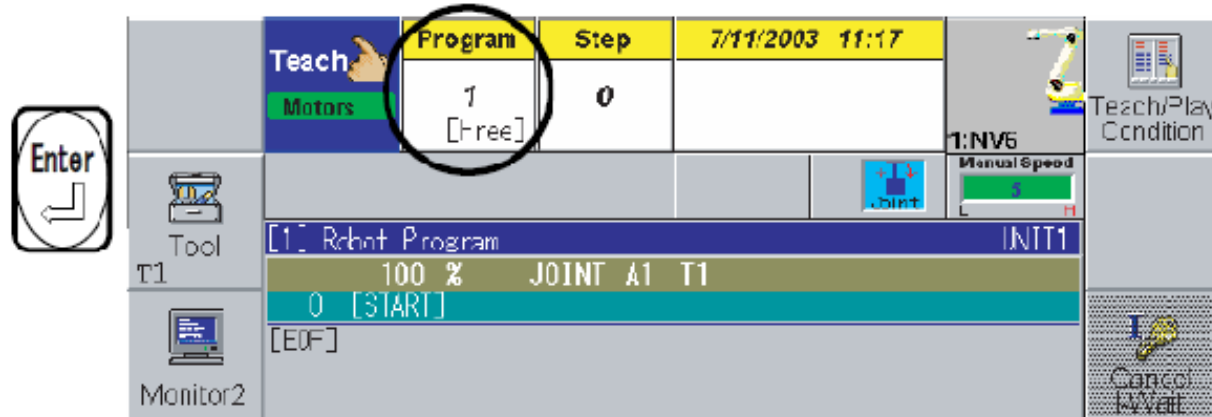 Enter
Teach
Motors
Program
1
[Free]
Step
0
7/11/2003 11:17
1:NV6
Teach/Play
Condition
Tool
T1
Joint
Manual Speed
5
L H
[1] Robot Program UNIT1
100 % JOINT A1 T1
0 [START]
[EOF]
Monitor2
Cancel
I-Wait